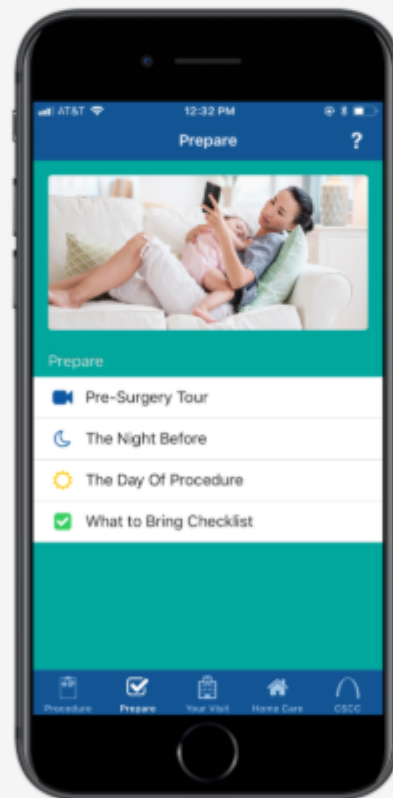 AT&T 12:32 PM
Prepare ?
Prepare
Pre-Surgery Tour
The Night Before
The Day Of Procedure
What to Bring Checklist
Procedure Prepare Your Visit Home Care CSCC